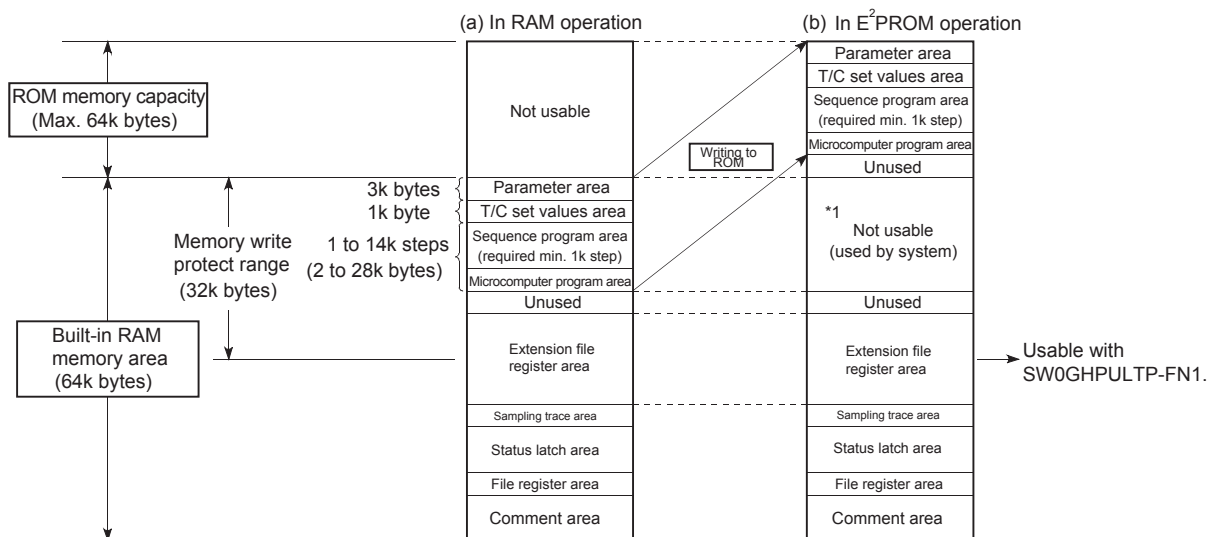 (a) In RAM operation
(b) In E²PROM operation
ROM memory capacity
(Max. 64k bytes)
Not usable
Parameter area
T/C set values area
Sequence program area
(required min. 1k step)
Microcomputer program area
Unused
Writing to
ROM
3k bytes
1k byte
1 to 14k steps
(2 to 28k bytes)
Memory write
protect range
(32k bytes)
Parameter area
T/C set values area
Sequence program area
(required min. 1k step)
Microcomputer program area
Unused
*1
Not usable
(used by system)
Unused
Built-in RAM
memory area
(64k bytes)
Extension file
register area
Extension file
register area
Usable with
SW0GHPULTP-FN1.
Sampling trace area
Status latch area
File register area
Comment area
Sampling trace area
Status latch area
File register area
Comment area